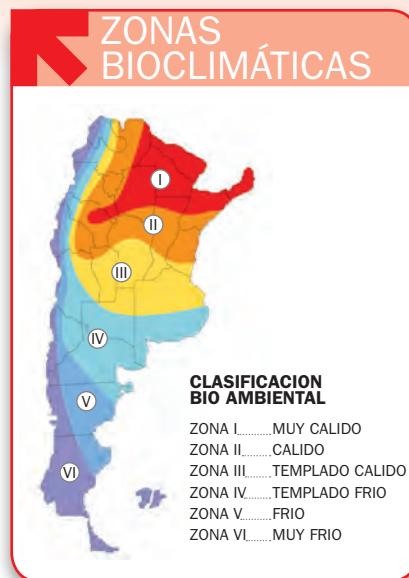 ZONAS
BIOCLIMÁTICAS
I
II
III
IV
V
VI
CLASIFICACION
BIO AMBIENTAL
ZONA I..........MUY CALIDO
ZONA II.........CALIDO
ZONA III........TEMPLADO CALIDO
ZONA IV........TEMPLADO FRIO
ZONA V.........FRIO
ZONA VI........MUY FRIO